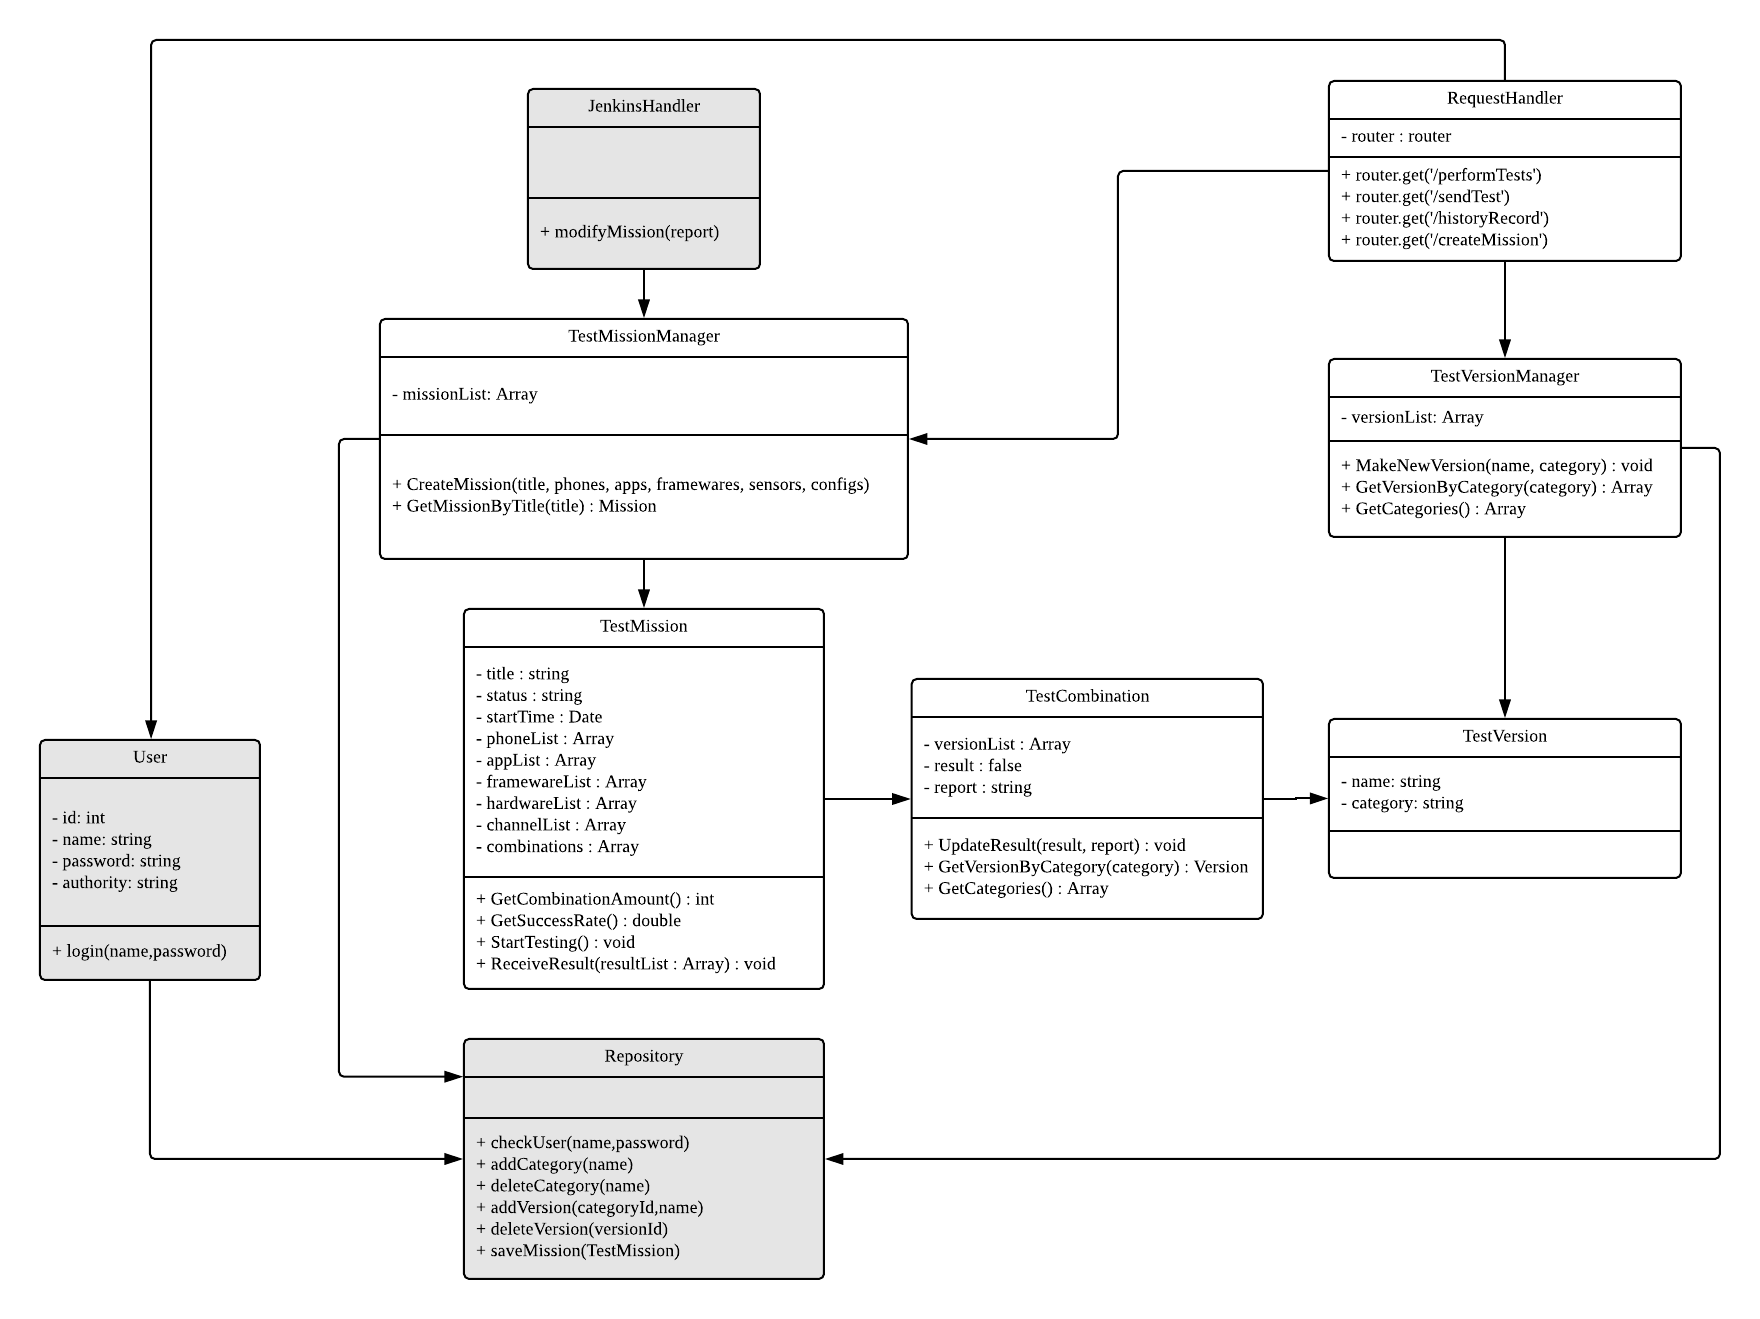 JenkinsHandler
+ modifyMission(report)
RequestHandler
- router : router
+ router.get('/performTests')
+ router.get('/sendTest')
+ router.get('/historyRecord')
+ router.get('/createMission')
TestMissionManager
- missionList: Array
+ CreateMission(title, phones, apps, framewares, sensors, configs)
+ GetMissionByTitle(title) : Mission
TestVersionManager
- versionList: Array
+ MakeNewVersion(name, category) : void
+ GetVersionByCategory(category) : Array
+ GetCategories() : Array
TestMission
- title : string
- status : string
- startTime : Date
- phoneList : Array
- appList : Array
- framewareList : Array
- hardwareList : Array
- channelList : Array
- combinations : Array
+ GetCombinationAmount() : int
+ GetSuccessRate() : double
+ StartTesting() : void
+ ReceiveResult(resultList : Array) : void
TestCombination
- versionList : Array
- result : false
- report : string
+ UpdateResult(result, report) : void
+ GetVersionByCategory(category) : Version
+ GetCategories() : Array
TestVersion
- name: string
- category: string
User
- id: int
- name: string
- password: string
- authority: string
+ login(name,password)
Repository
+ checkUser(name,password)
+ addCategory(name)
+ deleteCategory(name)
+ addVersion(categoryId,name)
+ deleteVersion(versionId)
+ saveMission(TestMission)